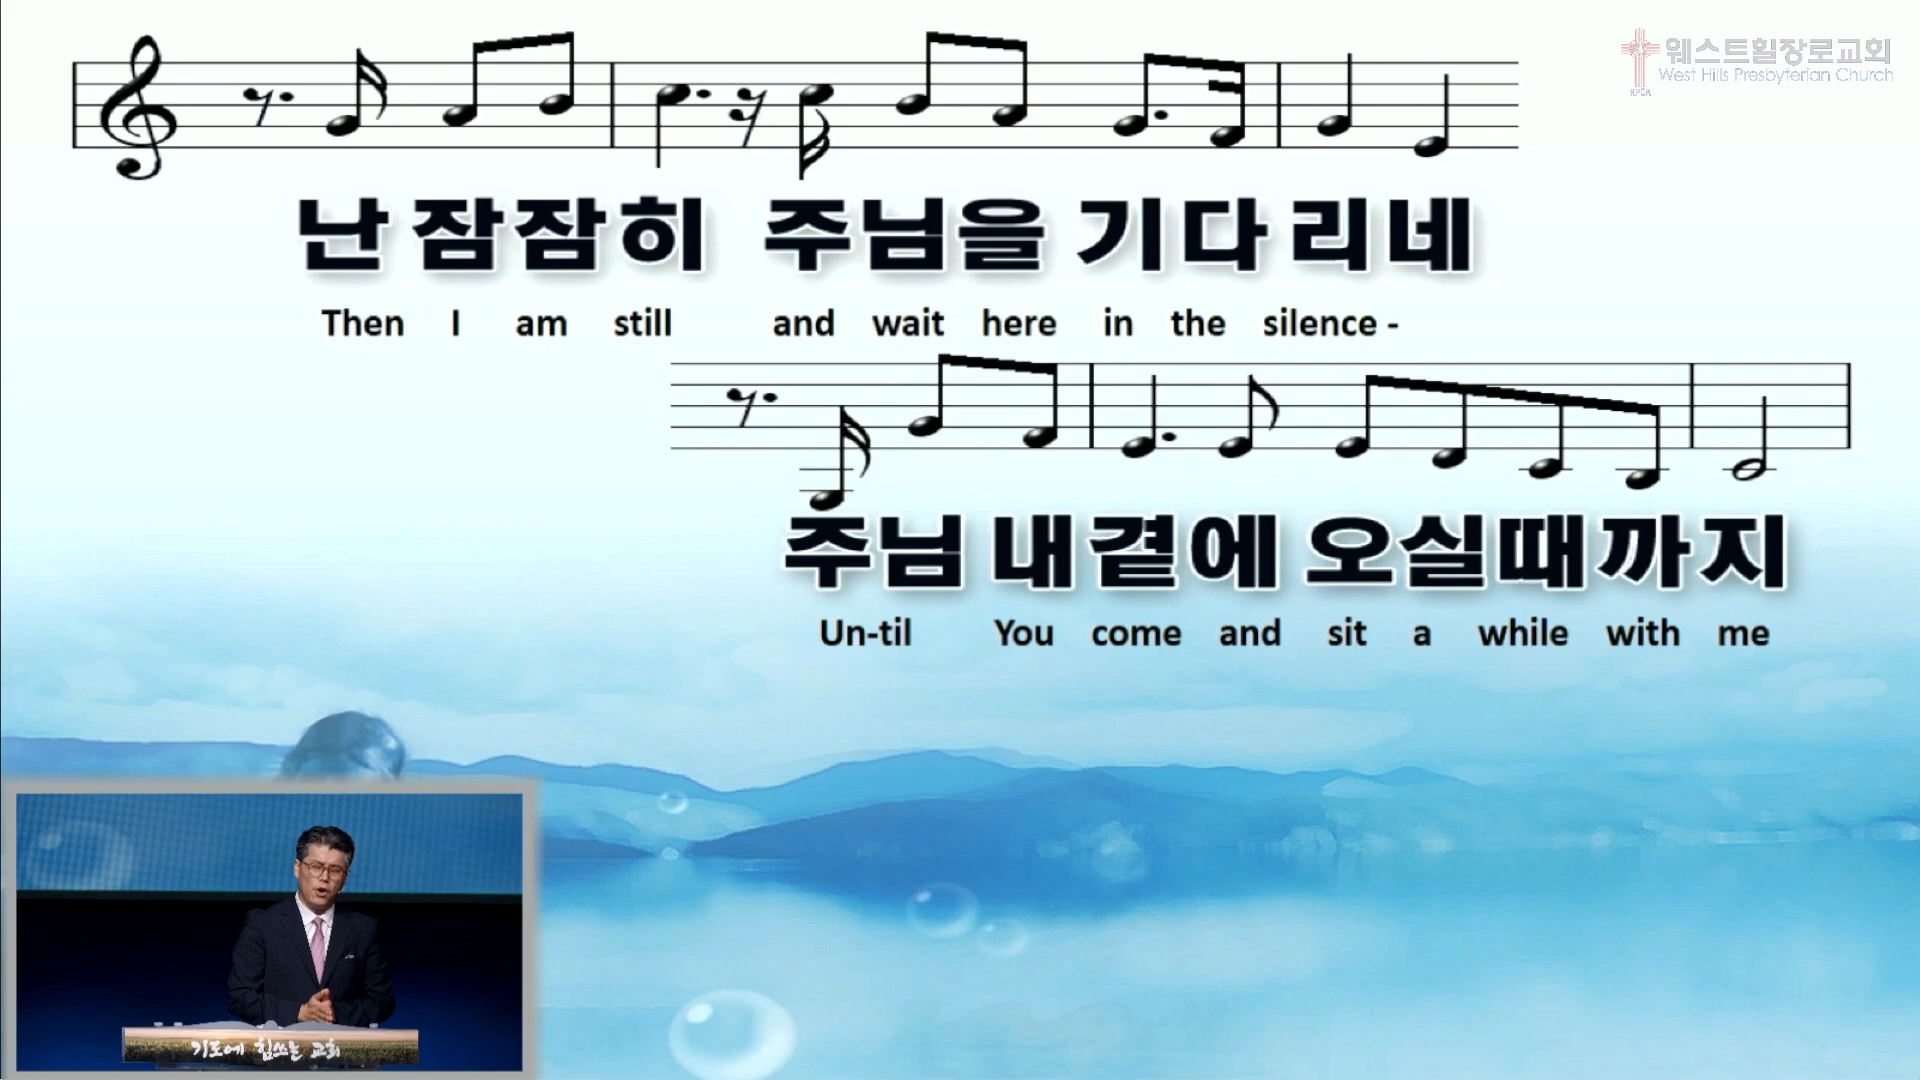 웨스트힐장로교회
West Hills Presbyterian Church
KPCA
난 잠잠히 주님을 기다리네
Then I am still and wait here in the silence -
주님 내곁에 오실때까지
Un-til You come and sit a while with me
기도에 힘쓰는 교회